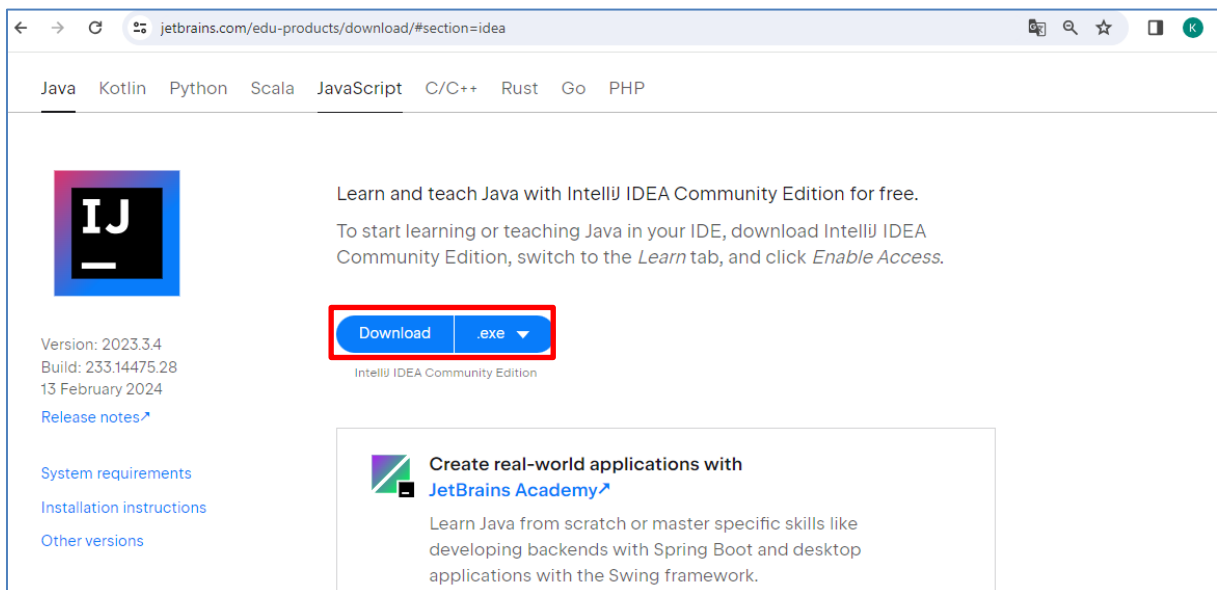 jetbrains.com/edu-products/download/#section=idea
K
Java Kotlin Python Scala JavaScript C/C++ Rust Go PHP
IJ
Learn and teach Java with IntelliJ IDEA Community Edition for free.
To start learning or teaching Java in your IDE, download IntelliJ IDEA
Community Edition, switch to the Learn tab, and click Enable Access.
Download .exe
IntelliJ IDEA Community Edition
Version: 2023.3.4
Build: 233.14475.28
13 February 2024
Release notes↗
System requirements
Installation instructions
Other versions
Create real-world applications with
JetBrains Academy↗
Learn Java from scratch or master specific skills like
developing backends with Spring Boot and desktop
applications with the Swing framework.